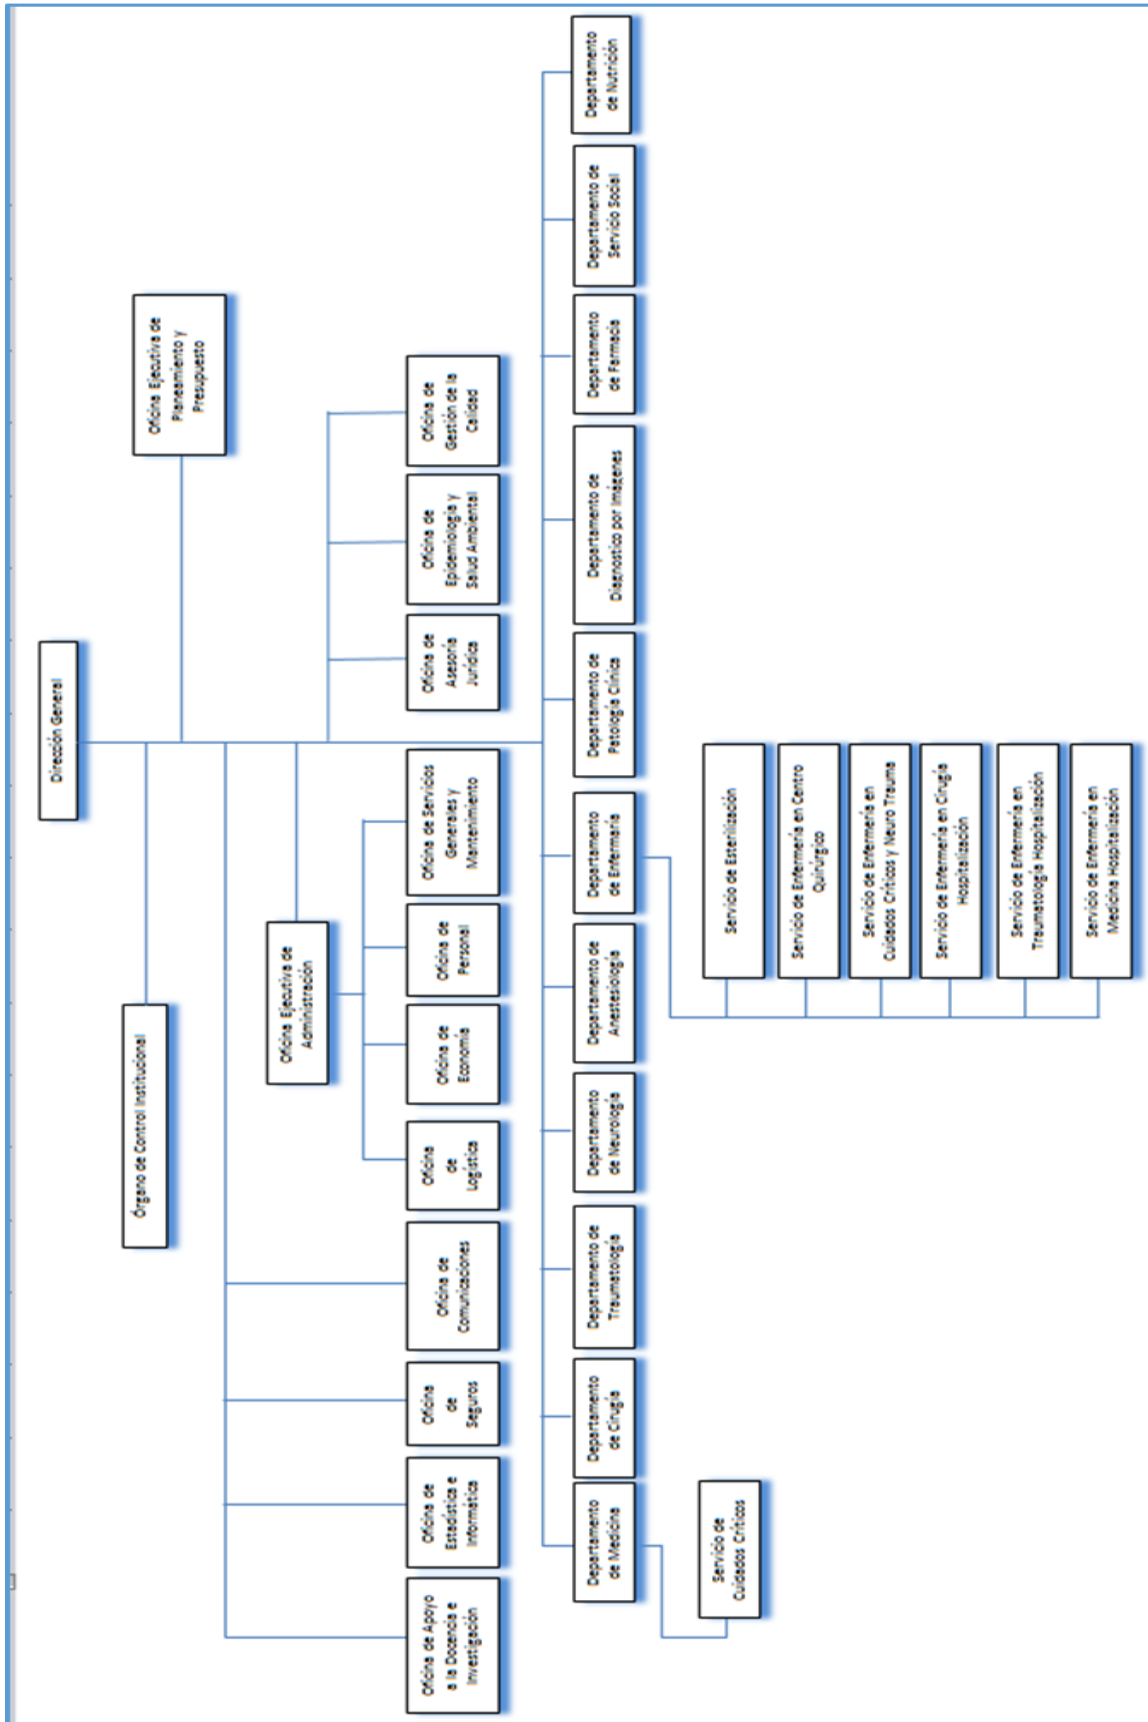 Dirección General
Órgano de Control Institucional
Oficina Ejecutiva de
Planeamiento y
Presupuesto
Oficina Ejecutiva de
Administración
Oficina de Apoyo
a la Docencia e
Investigación
Oficina de
Estadística e
Informática
Oficina
de
Seguros
Oficina de
Comunicaciones
Oficina
de
Logística
Oficina de
Economía
Oficina de
Personal
Oficina de Servicios
Generales y
Mantenimiento
Oficina de
Asesoría
Jurídica
Oficina de
Epidemiología y
Salud Ambiental
Oficina de
Gestión de la
Calidad
Departamento
de Medicina
Departamento
de Cirugía
Departamento de
Traumatología
Departamento
de Neurología
Departamento de
Anestesiología
Departamento
de Enfermaría
Departamento de
Patología Clínica
Departamento de
Diagnostico por Imágenes
Departamento
de Farmacia
Departamento de
Servicio Social
Departamento
de Nutrición
Servicio de
Cuidados Críticos
Servicio de Esterilización
Servicio de Enfermería en Centro
Quirúrgico
Servicio de Enfermería en
Cuidados Críticos y Neuro Trauma
Servicio de Enfermería en Cirugía
Hospitalización
Servicio de Enfermería en
Traumatología Hospitalización
Servicio de Enfermería en
Medicina Hospitalización